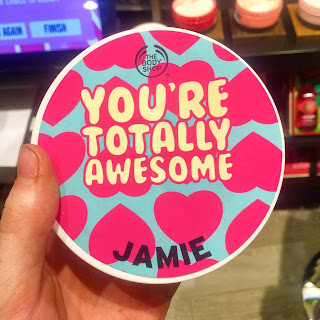 AGAIN
FINISH
THE
BODY
SHOP
YOU'RE
TOTALLY
AWESOME
JAMIE